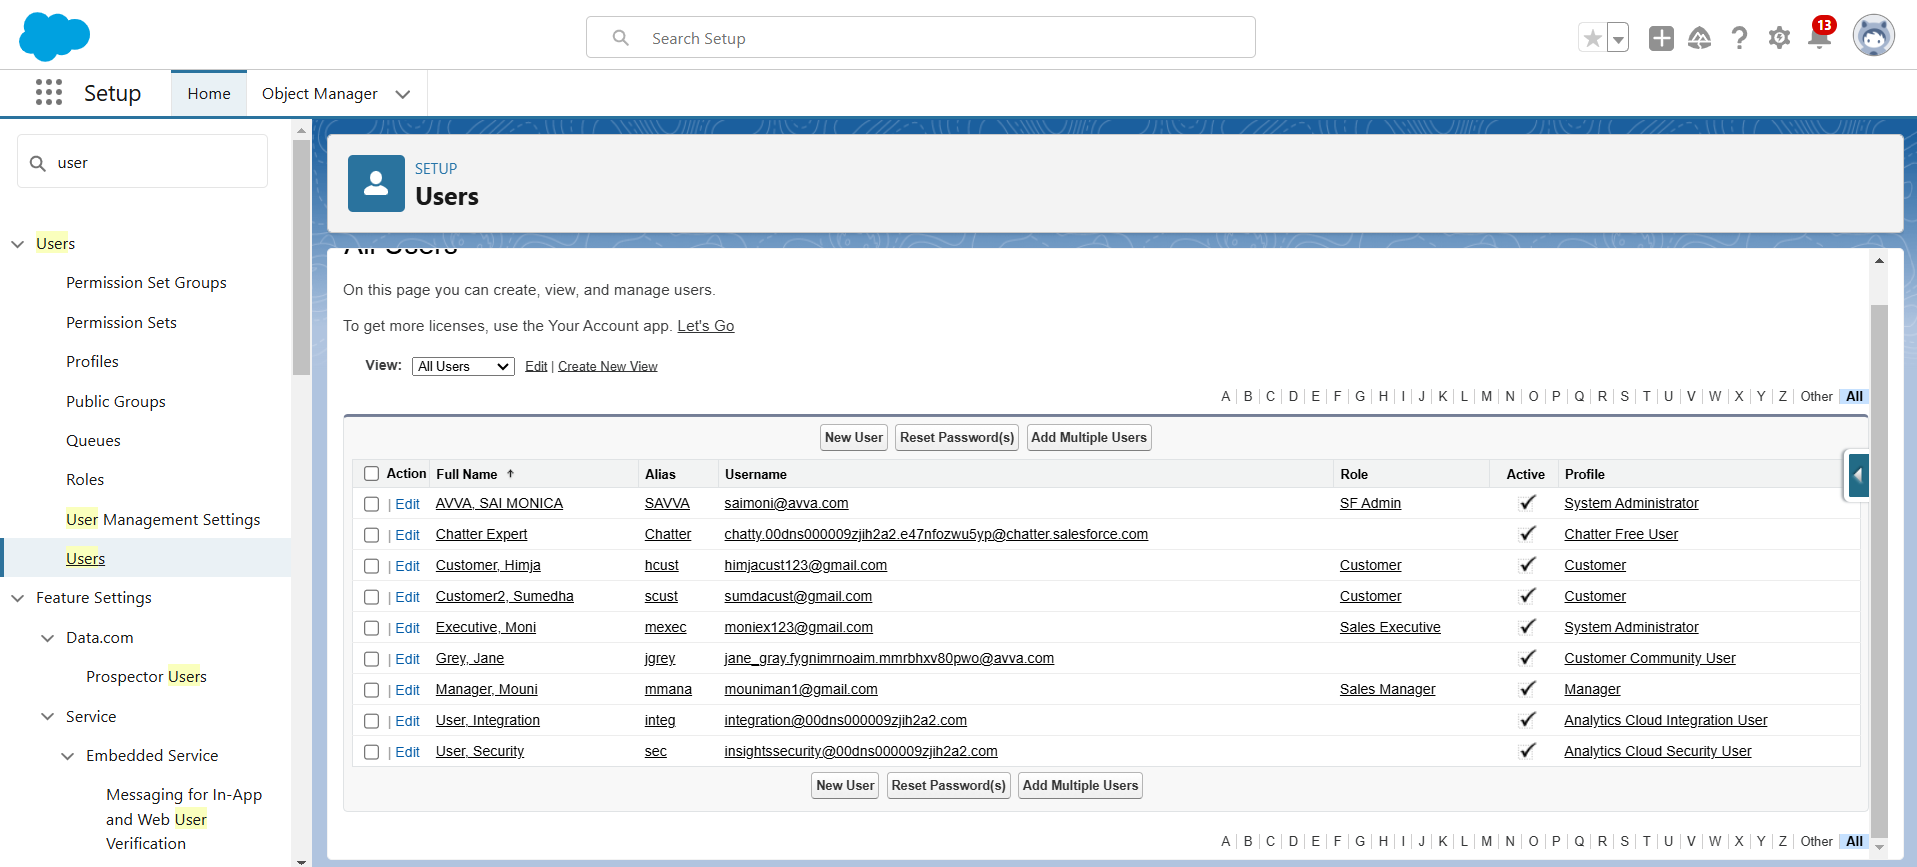 Search Setup
13
Setup
Home
Object Manager
user
Users
Permission Set Groups
Permission Sets
Profiles
Public Groups
Queues
Roles
User Management Settings
Users
Feature Settings
Data.com
Prospector Users
Service
Embedded Service
Messaging for In-App
and Web User
Verification
SETUP
Users
All Users
On this page you can create, view, and manage users.
To get more licenses, use the Your Account app. Let's Go
View: All Users Edit | Create New View
A B C D E F G H I J K L M N O P Q R S T U V W X Y Z Other All
New User Reset Password(s) Add Multiple Users
Action Full Name ↑ Alias Username Role Active Profile
| Edit AVVA, SAI MONICA SAVVA saimoni@avva.com SF Admin System Administrator
| Edit Chatter Expert Chatter chatty.00dns000009zjih2a2.e47nfozwu5yp@chatter.salesforce.com Chatter Free User
| Edit Customer, Himja hcust himjacust123@gmail.com Customer Customer
| Edit Customer2, Sumedha scust sumdacust@gmail.com Customer Customer
| Edit Executive, Moni mexec moniex123@gmail.com Sales Executive System Administrator
| Edit Grey, Jane jgrey jane_gray.fygnimrnoaim.mmrbhxv80pwo@avva.com Customer Community User
| Edit Manager, Mouni mmana mouniman1@gmail.com Sales Manager Manager
| Edit User, Integration integ integration@00dns000009zjih2a2.com Analytics Cloud Integration User
| Edit User, Security sec insightssecurity@00dns000009zjih2a2.com Analytics Cloud Security User
New User Reset Password(s) Add Multiple Users
A B C D E F G H I J K L M N O P Q R S T U V W X Y Z Other All